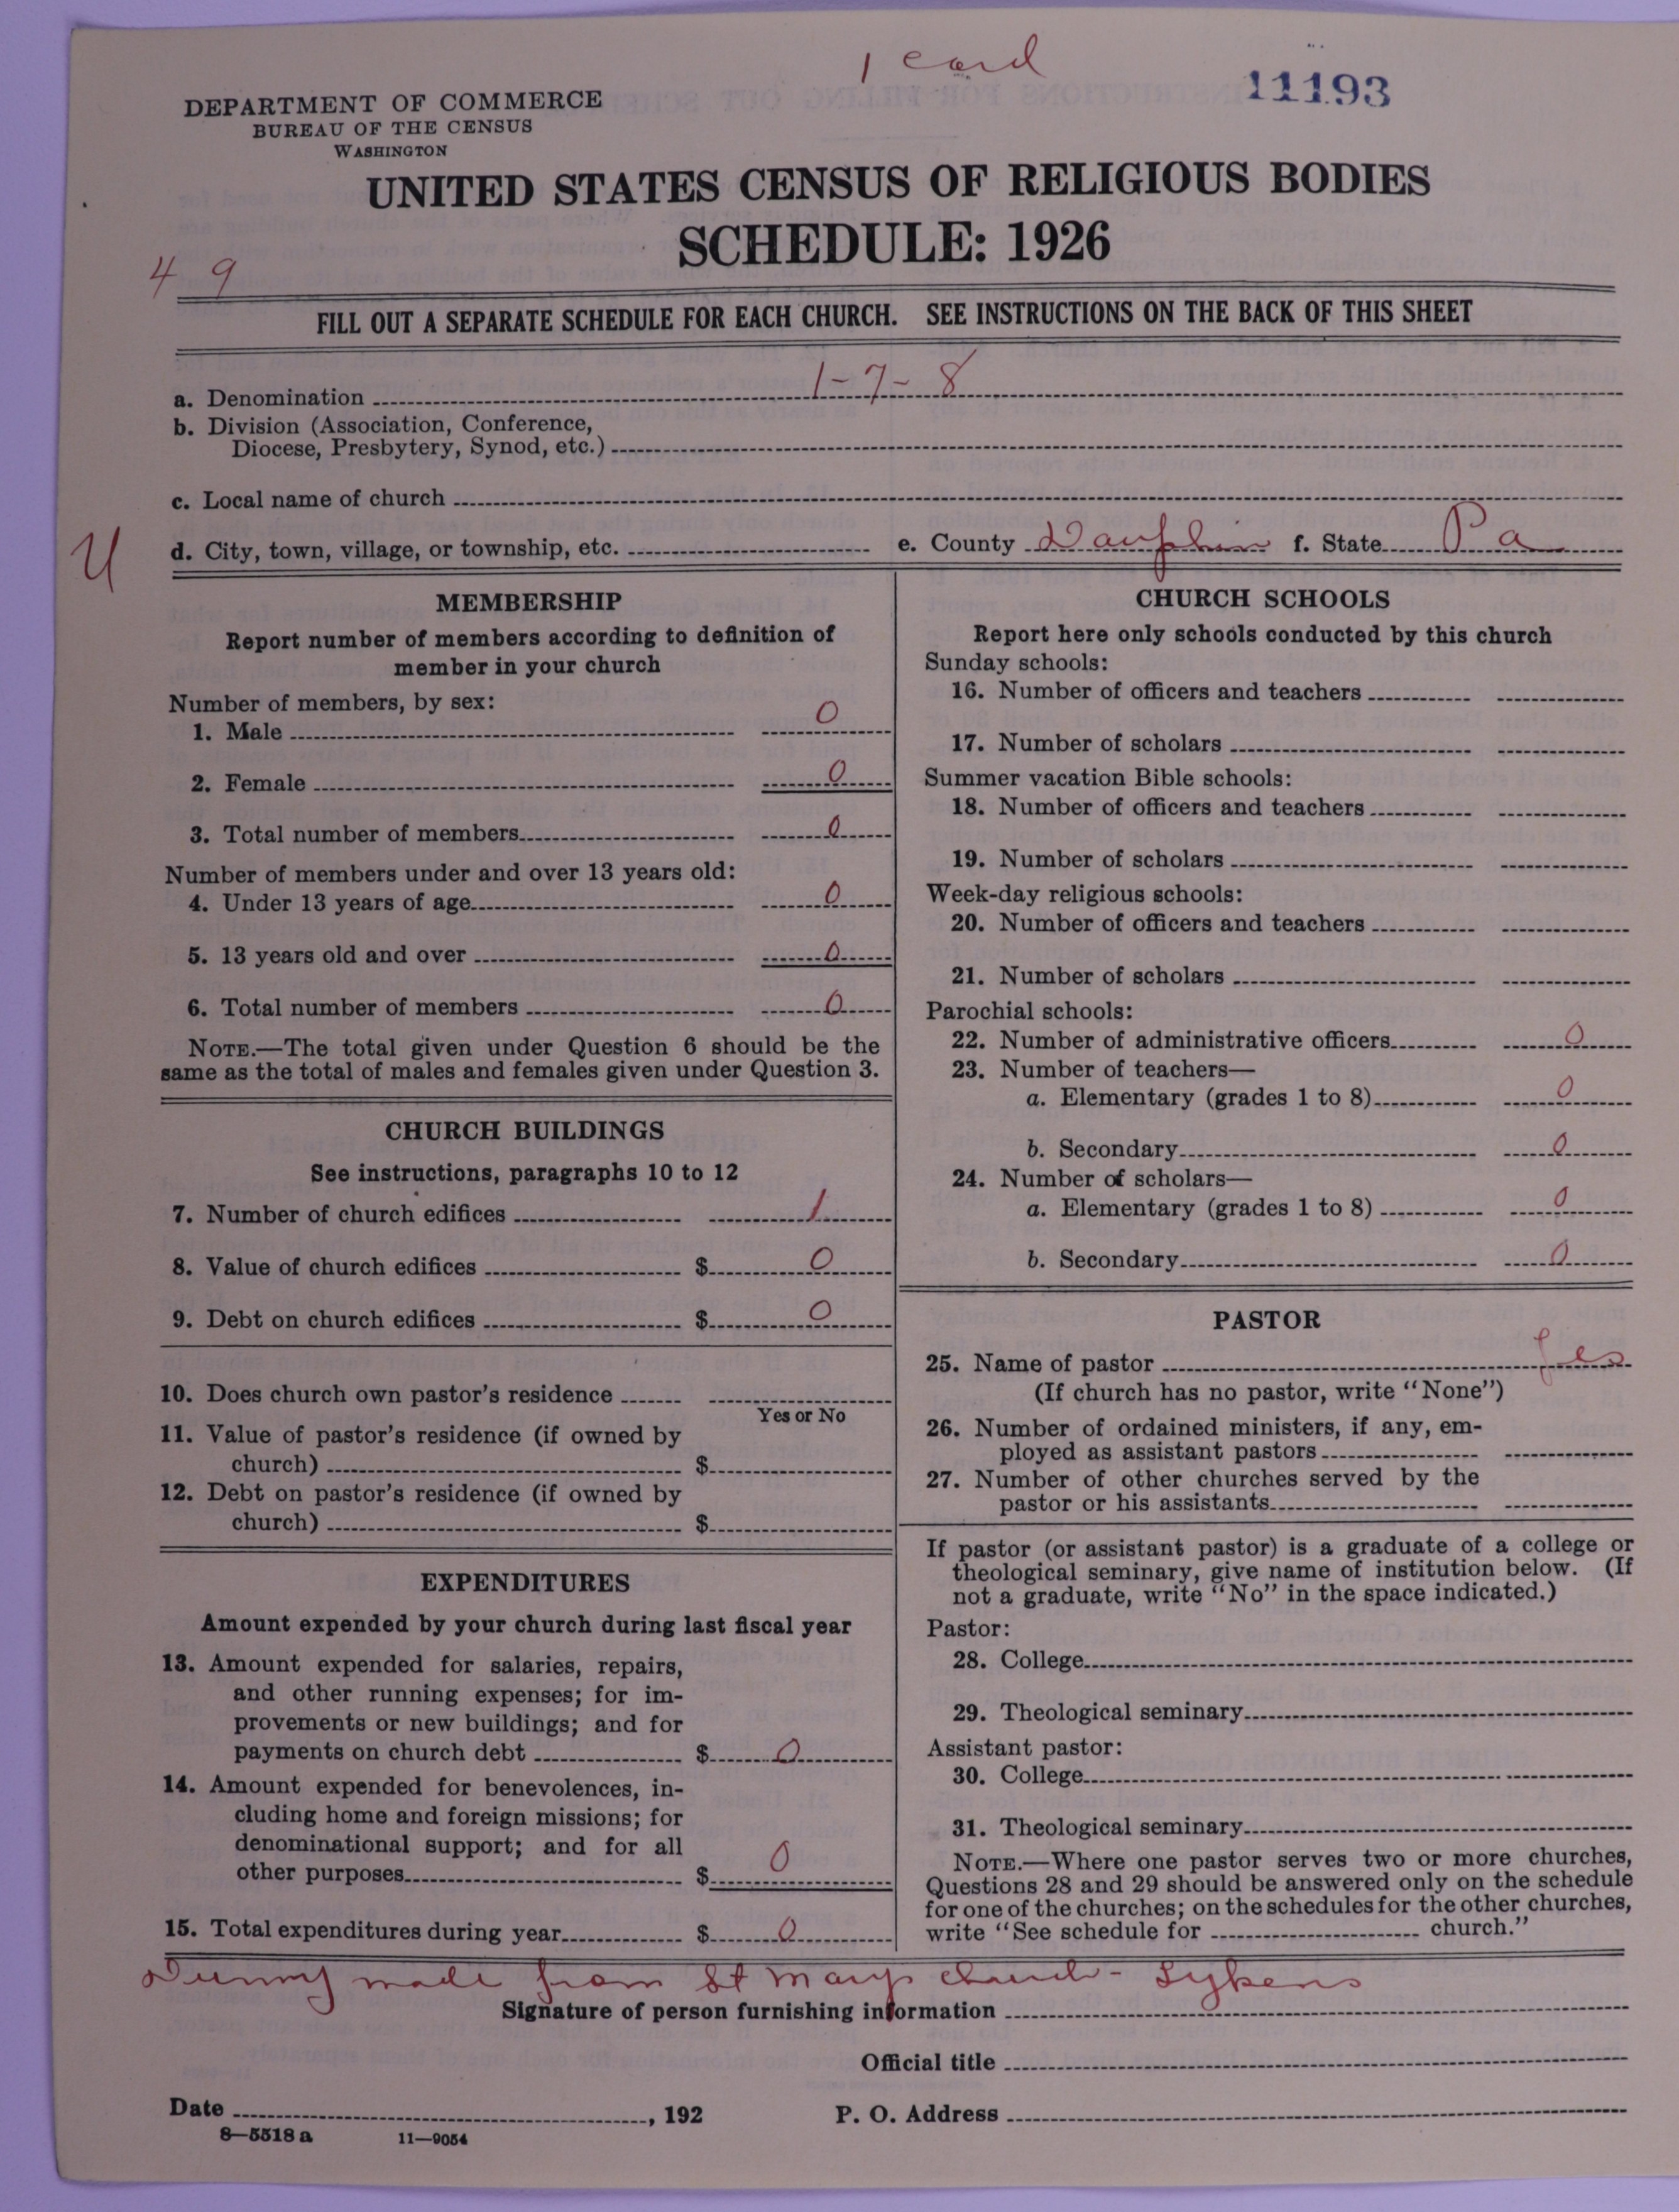 1 card
11193
DEPARTMENT OF COMMERCE
BUREAU OF THE CENSUS
WASHINGTON
UNITED STATES CENSUS OF RELIGIOUS BODIES
SCHEDULE: 1926
4 9
FILL OUT A SEPARATE SCHEDULE FOR EACH CHURCH. SEE INSTRUCTIONS ON THE BACK OF THIS SHEET
a. Denomination 1-7-8
b. Division (Association, Conference,
Diocese, Presbytery, Synod, etc.)
c. Local name of church
U
d. City, town, village, or township, etc. e. County Dauphin f. State Pa
MEMBERSHIP
Report number of members according to definition of
member in your church
Number of members, by sex:
1. Male 0
2. Female 0
3. Total number of members 0
Number of members under and over 13 years old:
4. Under 13 years of age 0
5. 13 years old and over 0
6. Total number of members 0
NOTE.—The total given under Question 6 should be the
same as the total of males and females given under Question 3.
CHURCH BUILDINGS
See instructions, paragraphs 10 to 12
7. Number of church edifices 1
8. Value of church edifices $ 0
9. Debt on church edifices $ 0
10. Does church own pastor's residence
Yes or No
11. Value of pastor's residence (if owned by
church) $
12. Debt on pastor's residence (if owned by
church) $
EXPENDITURES
Amount expended by your church during last fiscal year
13. Amount expended for salaries, repairs,
and other running expenses; for im-
provements or new buildings; and for
payments on church debt $ 0
14. Amount expended for benevolences, in-
cluding home and foreign missions; for
denominational support; and for all
other purposes $ 0
15. Total expenditures during year $ 0
CHURCH SCHOOLS
Report here only schools conducted by this church
Sunday schools:
16. Number of officers and teachers
17. Number of scholars
Summer vacation Bible schools:
18. Number of officers and teachers
19. Number of scholars
Week-day religious schools:
20. Number of officers and teachers
21. Number of scholars
Parochial schools:
22. Number of administrative officers 0
23. Number of teachers—
a. Elementary (grades 1 to 8) 0
b. Secondary 0
24. Number of scholars—
a. Elementary (grades 1 to 8) 0
b. Secondary 0
PASTOR
25. Name of pastor yes
(If church has no pastor, write "None")
26. Number of ordained ministers, if any, em-
ployed as assistant pastors
27. Number of other churches served by the
pastor or his assistants
If pastor (or assistant pastor) is a graduate of a college or
theological seminary, give name of institution below. (If
not a graduate, write "No" in the space indicated.)
Pastor:
28. College
29. Theological seminary
Assistant pastor:
30. College
31. Theological seminary
NOTE.—Where one pastor serves two or more churches,
Questions 28 and 29 should be answered only on the schedule
for one of the churches; on the schedules for the other churches,
write "See schedule for church."
Dummy made from St Marys church - Lykens
Signature of person furnishing information
Official title
Date , 192 P. O. Address
8—5518 a 11—9054